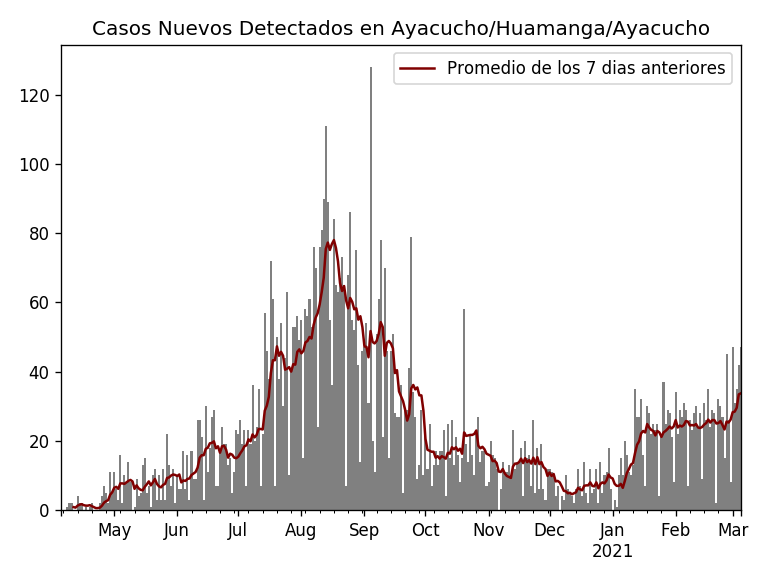 Casos Nuevos Detectados en Ayacucho/Huamanga/Ayacucho
Promedio de los 7 dias anteriores
120
100
80
60
40
20
0
May Jun Jul Aug Sep Oct Nov Dec Jan Feb Mar
2021